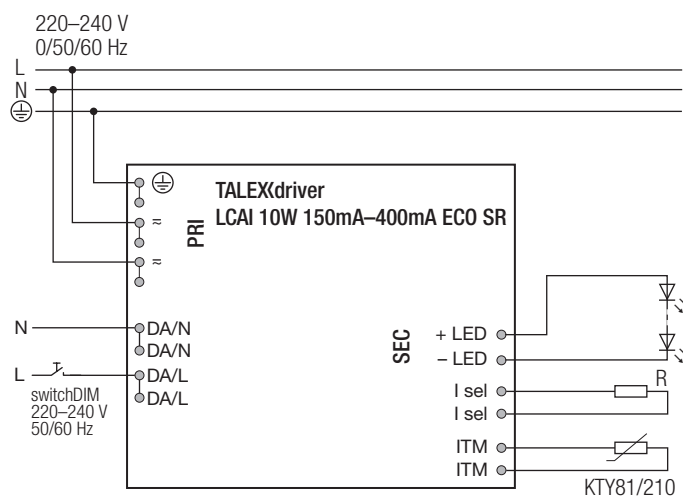 220–240 V
0/50/60 Hz
L
N
TALEXXdriver
LCAI 10W 150mA–400mA ECO SR
≂
PRI
≂
N
DA/N
DA/N
L
DA/L
DA/L
switchDIM
220–240 V
50/60 Hz
SEC
+ LED
– LED
I sel
R
I sel
ITM
ITM
KTY81/210